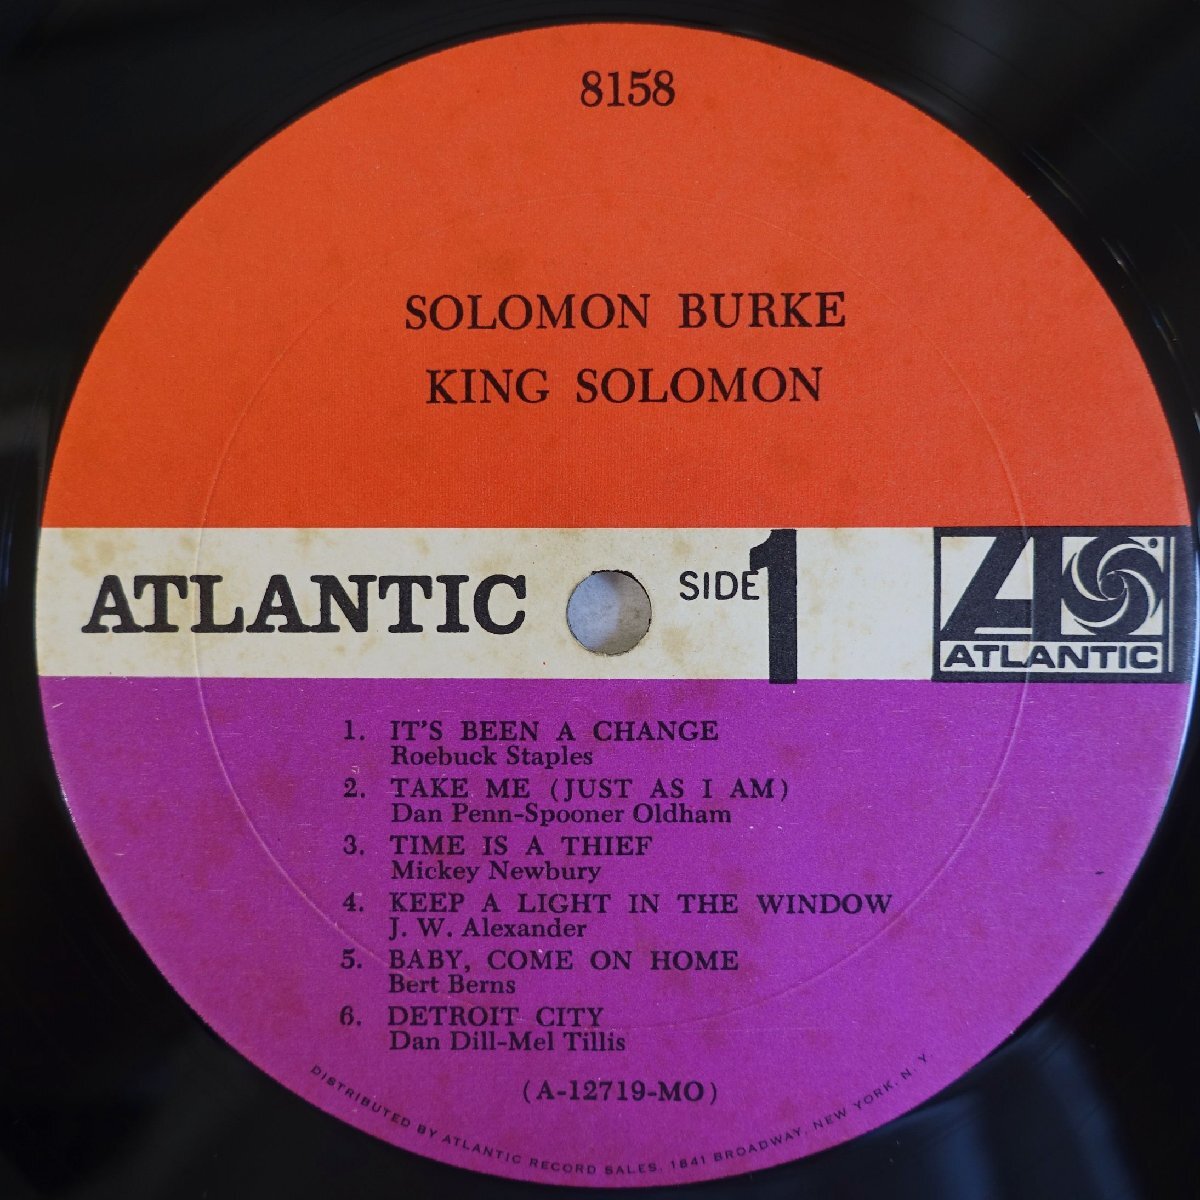 8158
SOLOMON BURKE
KING SOLOMON
ATLANTIC
SIDE 1
ATLANTIC
1. IT'S BEEN A CHANGE
Roebuck Staples
2. TAKE ME (JUST AS I AM)
Dan Penn-Spooner Oldham
3. TIME IS A THIEF
Mickey Newbury
4. KEEP A LIGHT IN THE WINDOW
J. W. Alexander
5. BABY, COME ON HOME
Bert Berns
6. DETROIT CITY
Dan Dill-Mel Tillis
(A-12719-MO)
DISTRIBUTED BY ATLANTIC RECORD SALES, 1841 BROADWAY, NEW YORK, N. Y.